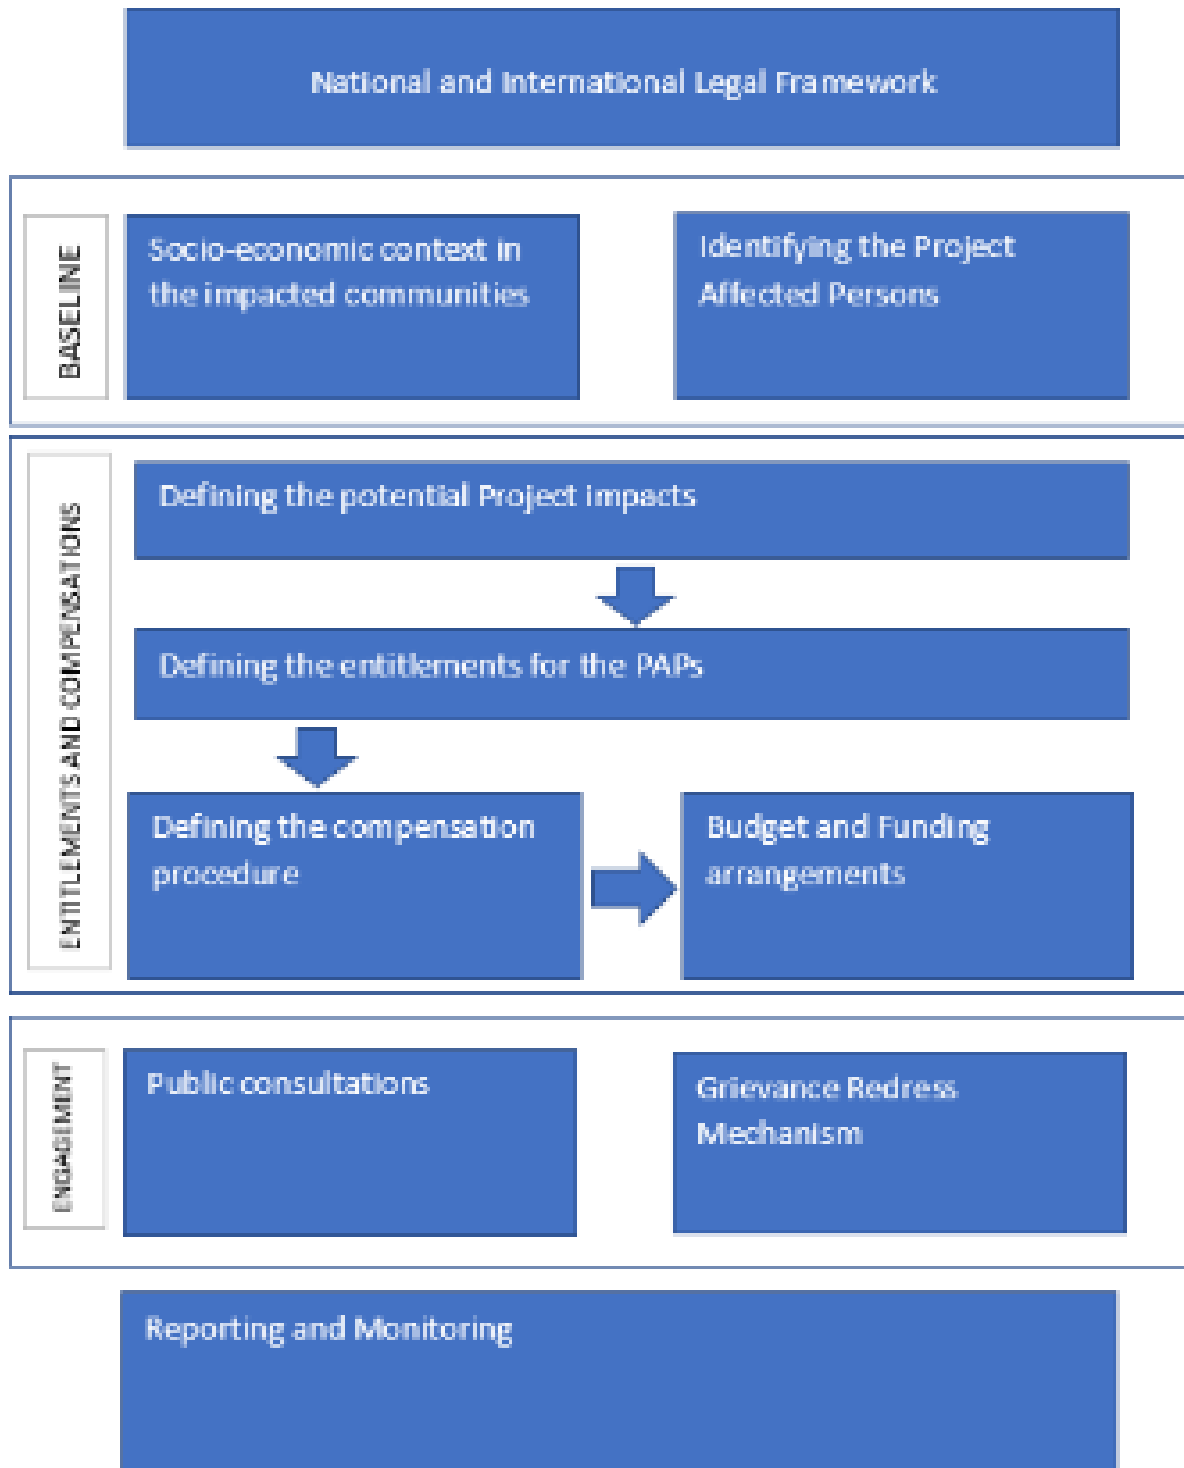 National and International Legal Framework
BASELINE
Socio-economic context in
the impacted communities
Identifying the Project
Affected Persons
ENTITLEMENTS AND COMPENSATIONS
Defining the potential Project impacts
Defining the entitlements for the PAPs
Defining the compensation
procedure
Budget and Funding
arrangements
ENGAGEMENT
Public consultations
Grievance Redress
Mechanism
Reporting and Monitoring